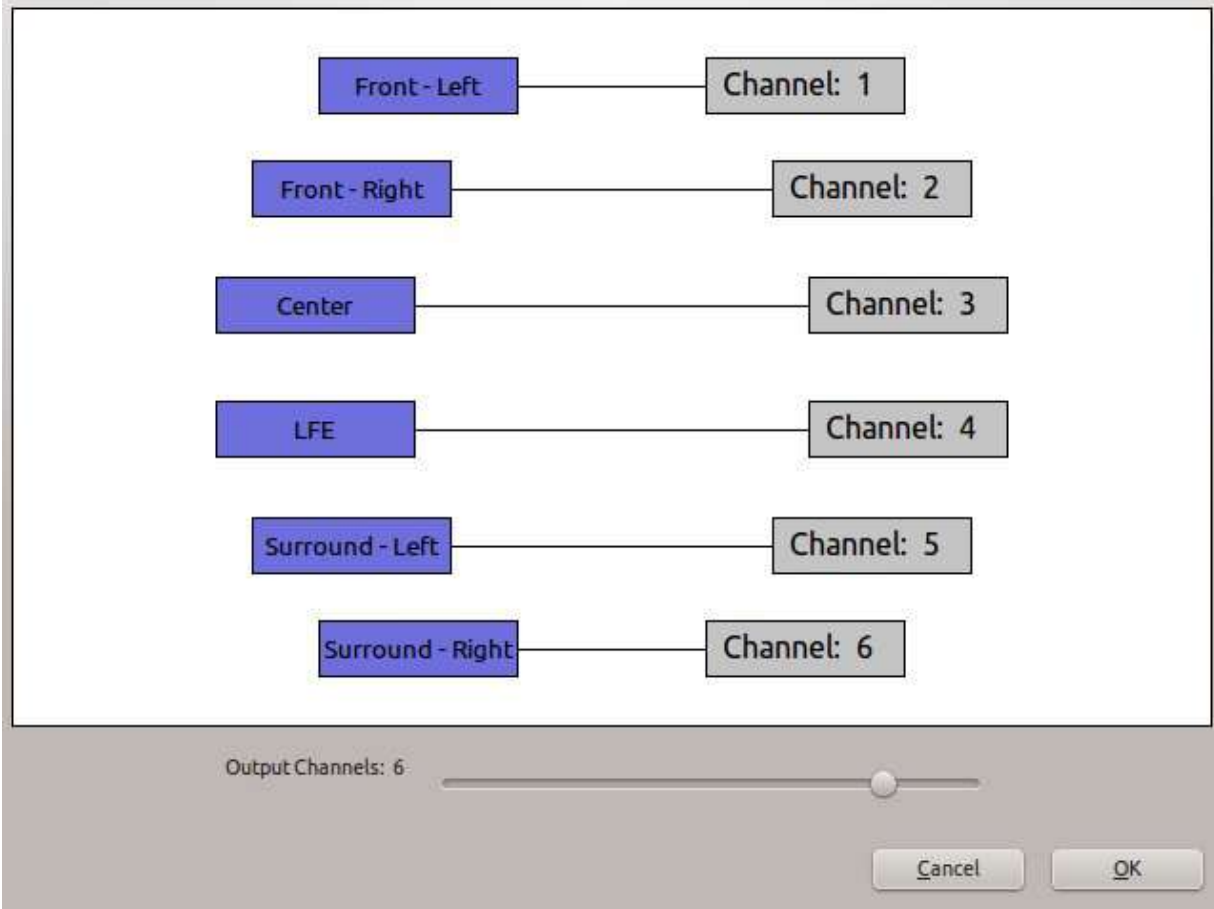 Front - Left Channel: 1
Front - Right Channel: 2
Center Channel: 3
LFE Channel: 4
Surround - Left Channel: 5
Surround - Right Channel: 6
Output Channels: 6
Cancel OK